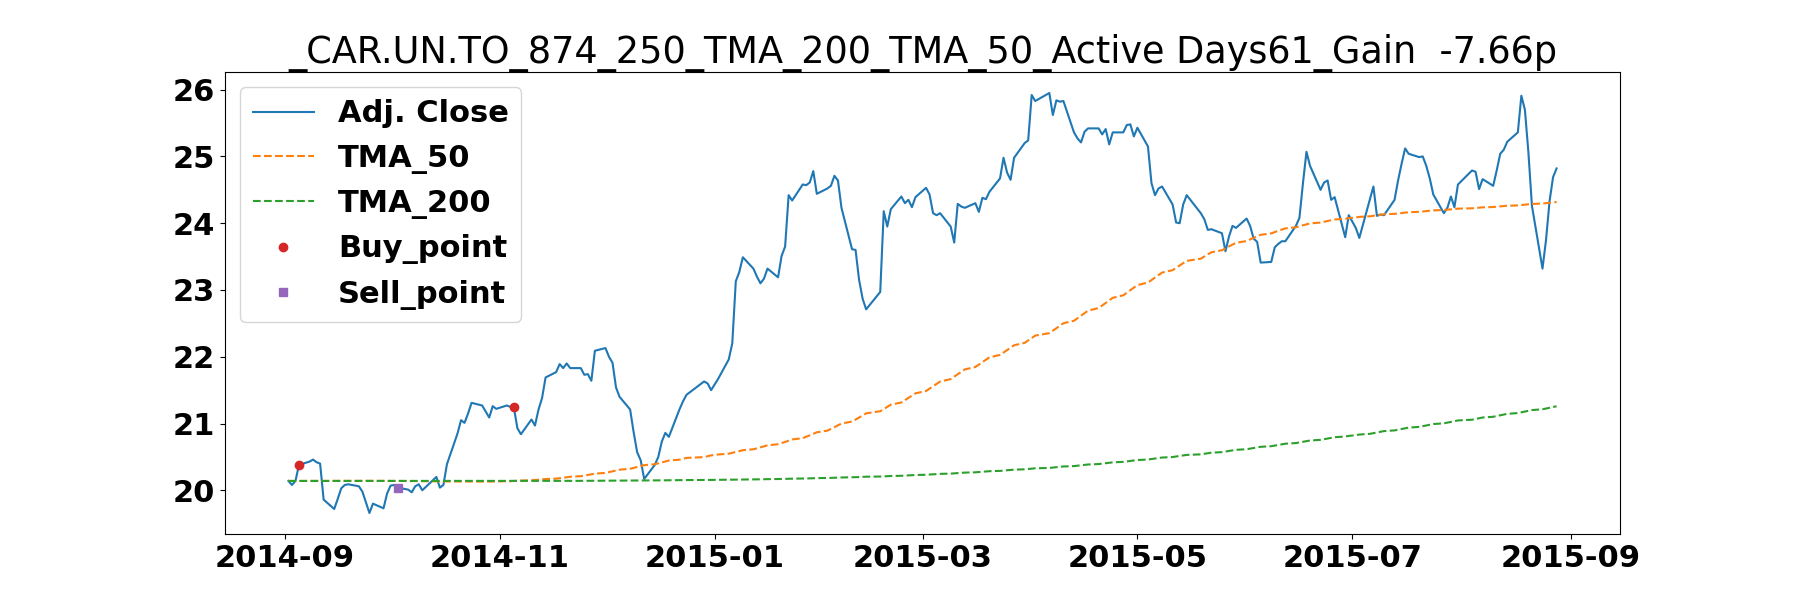 _CAR.UN.TO_874_250_TMA_200_TMA_50_Active Days61_Gain  -7.66p
26
25
24
23
22
21
20
Adj. Close
TMA_50
TMA_200
Buy_point
Sell_point
2014-09 2014-11 2015-01 2015-03 2015-05 2015-07 2015-09